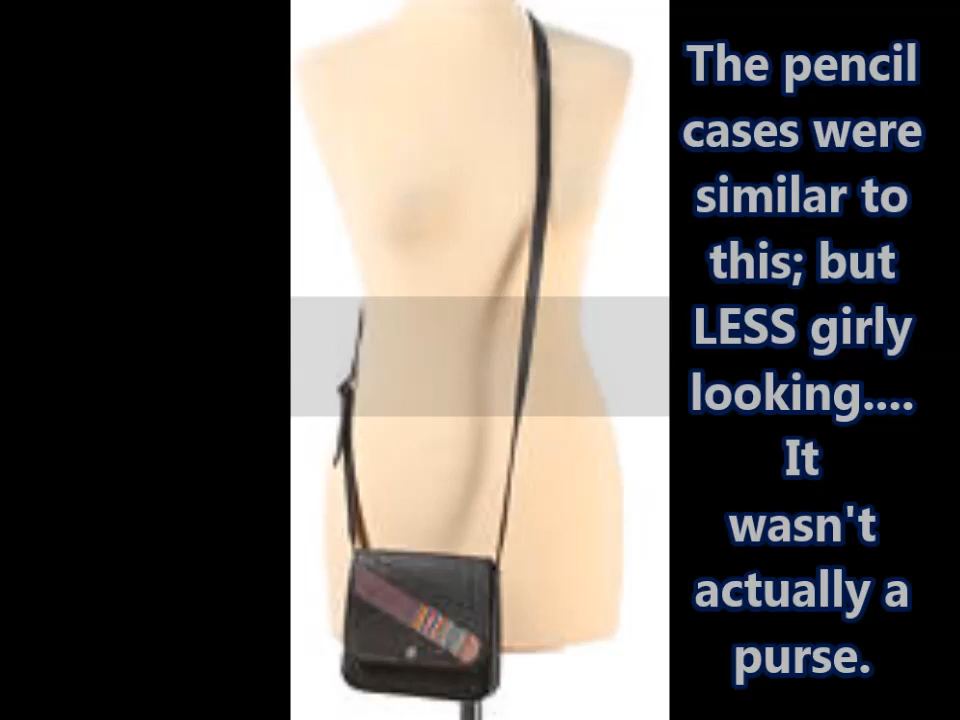 The pencil
cases were
similar to
this; but
LESS girly
looking....
It
wasn't
actually a
purse.